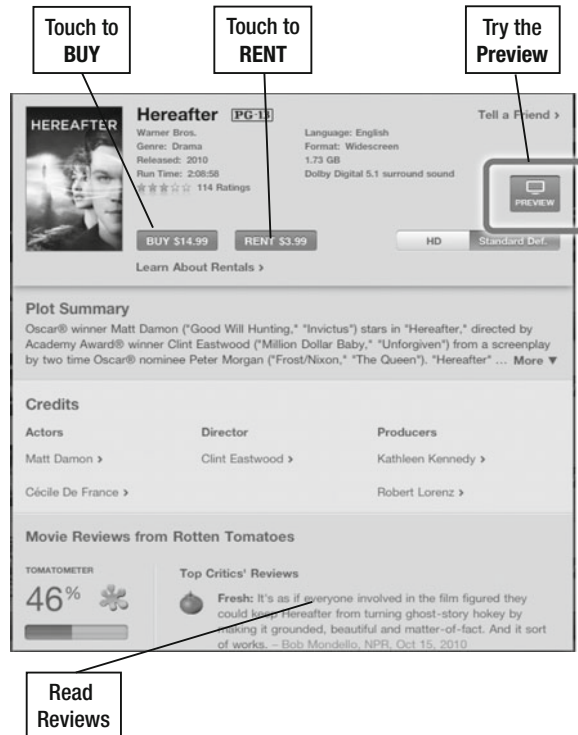 Touch to
BUY
Touch to
RENT
Try the
Preview
HEREAFTER
Hereafter PG-13
Tell a Friend >
Warner Bros.
Genre: Drama
Released: 2010
Run Time: 2:08:58
114 Ratings
Language: English
Format: Widescreen
1.73 GB
Dolby Digital 5.1 surround sound
PREVIEW
BUY $14.99
RENT $3.99
HD
Standard Def.
Learn About Rentals >
Plot Summary
Oscar® winner Matt Damon ("Good Will Hunting," "Invictus") stars in "Hereafter," directed by
Academy Award® winner Clint Eastwood ("Million Dollar Baby," "Unforgiven") from a screenplay
by two time Oscar® nominee Peter Morgan ("Frost/Nixon," "The Queen"). "Hereafter" ... More ▼
Credits
Actors
Director
Producers
Matt Damon >
Clint Eastwood >
Kathleen Kennedy >
Cécile De France >
Robert Lorenz >
Movie Reviews from Rotten Tomatoes
TOMATOMETER
46%
Top Critics' Reviews
Fresh: It's as if everyone involved in the film figured they
could keep Hereafter from turning ghost-story hokey by
making it grounded, beautiful and matter-of-fact. And it sort
of works. – Bob Mondello, NPR, Oct 15, 2010
Read
Reviews